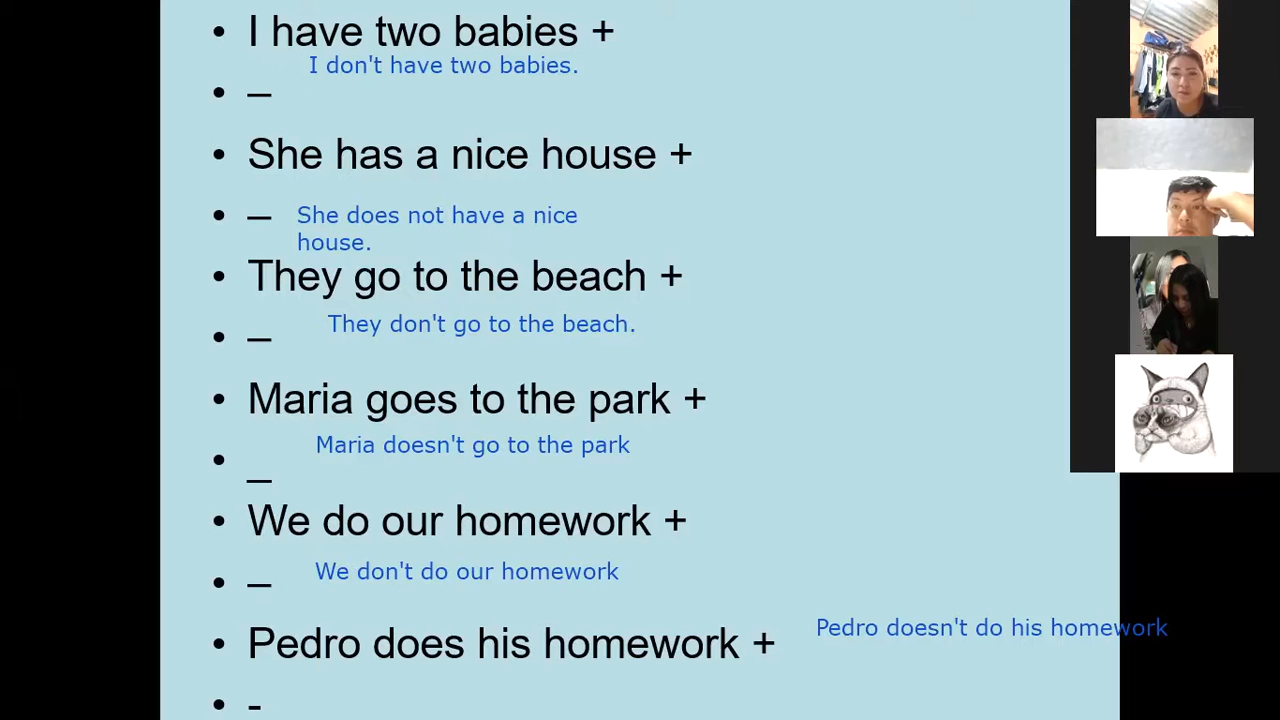 • I have two babies +
I don't have two babies.
• –
• She has a nice house +
• – She does not have a nice
house.
• They go to the beach +
They don't go to the beach.
• –
• Maria goes to the park +
Maria doesn't go to the park
• _
• We do our homework +
We don't do our homework
• –
• Pedro does his homework +
Pedro doesn't do his homework
• -